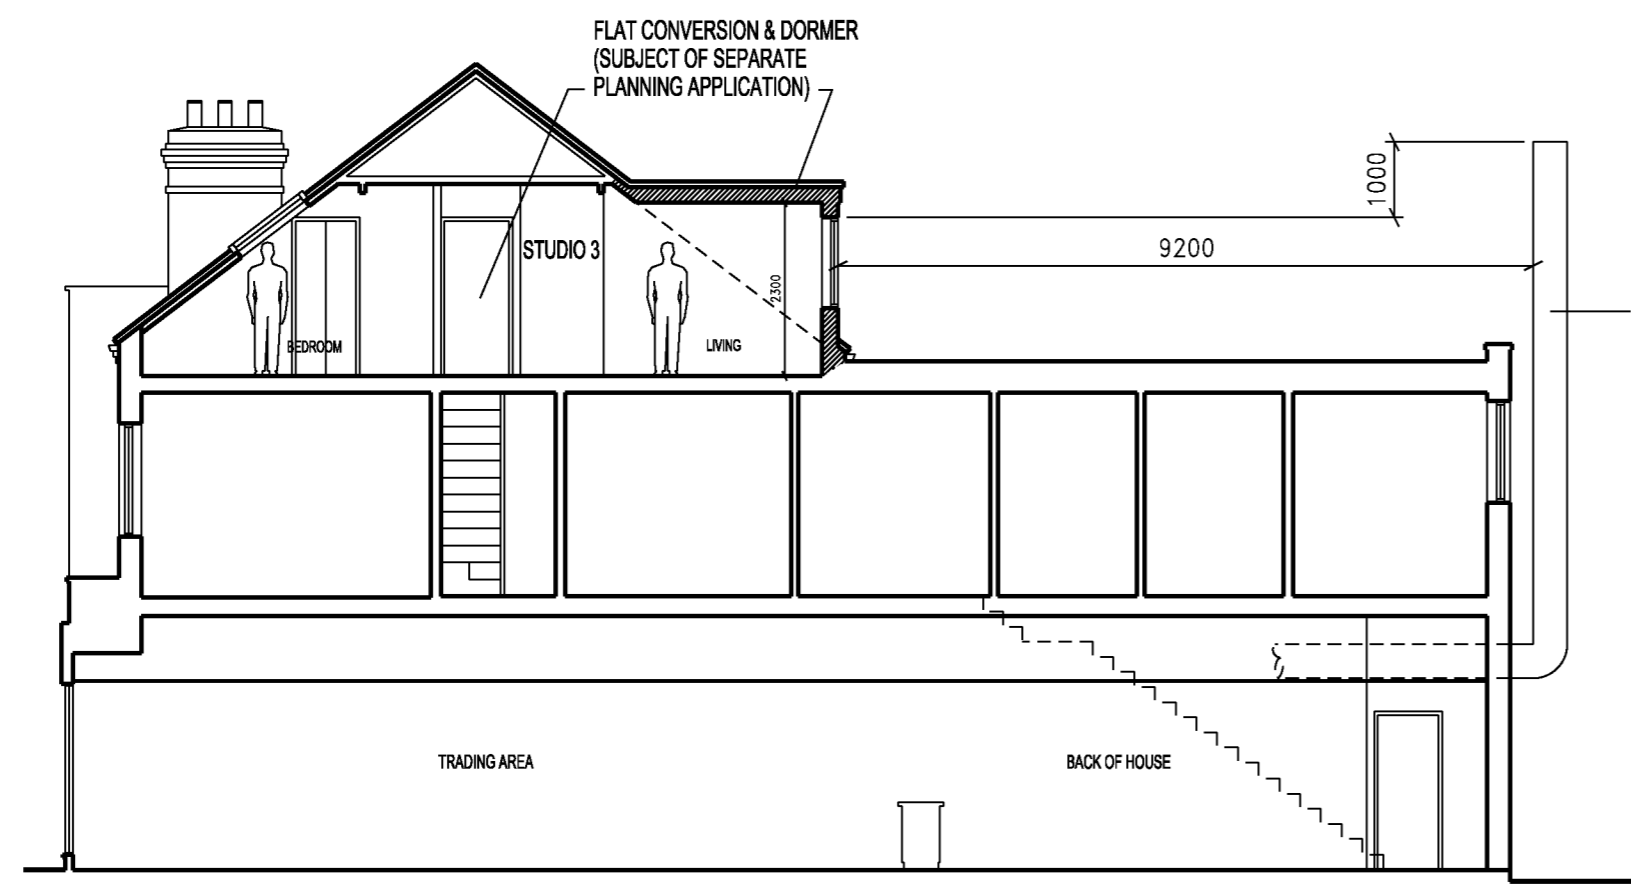 FLAT CONVERSION & DORMER
(SUBJECT OF SEPARATE
PLANNING APPLICATION)
1000
9200
STUDIO 3
2300
BEDROOM
LIVING
TRADING AREA
BACK OF HOUSE